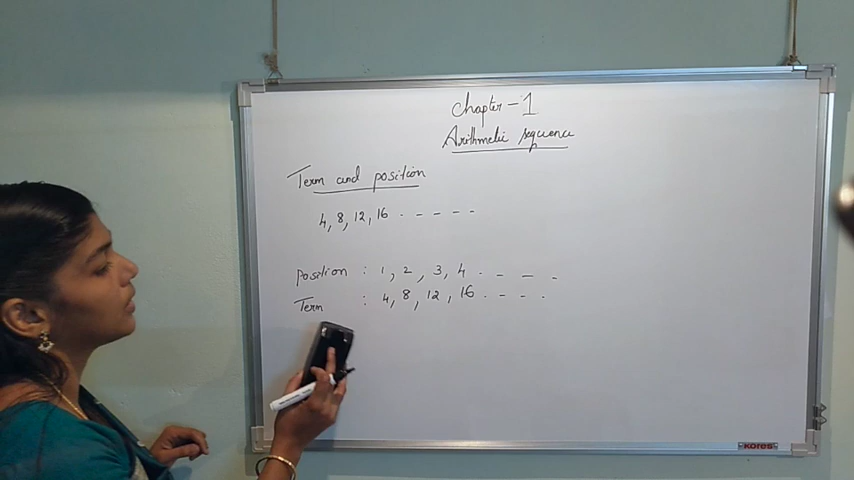 Chapter - 1
Arithmetic sequence
Term and position
4, 8, 12, 16 . - - - - -
Position : 1, 2, 3, 4 . - - - -
Term : 4, 8, 12, 16 . - - - .
KORES